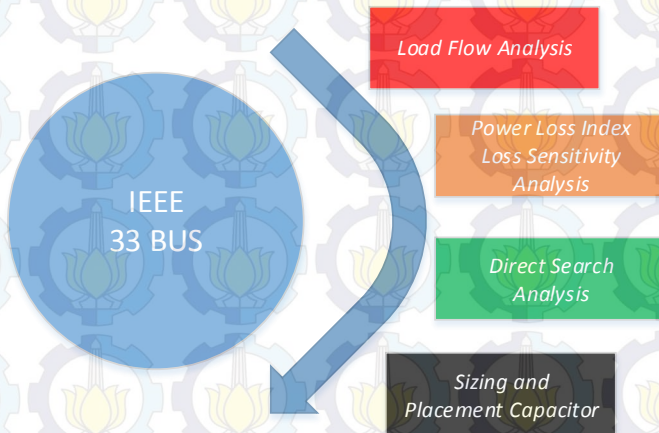 IEEE
33 BUS
Load Flow Analysis
Power Loss Index
Loss Sensitivity
Analysis
Direct Search
Analysis
Sizing and
Placement Capacitor